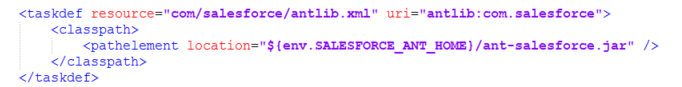 <taskdef resource="com/salesforce/antlib.xml" uri="antlib:com.salesforce">
    <classpath>
        <pathelement location="${env.SALESFORCE_ANT_HOME}/ant-salesforce.jar" />
    </classpath>
</taskdef>